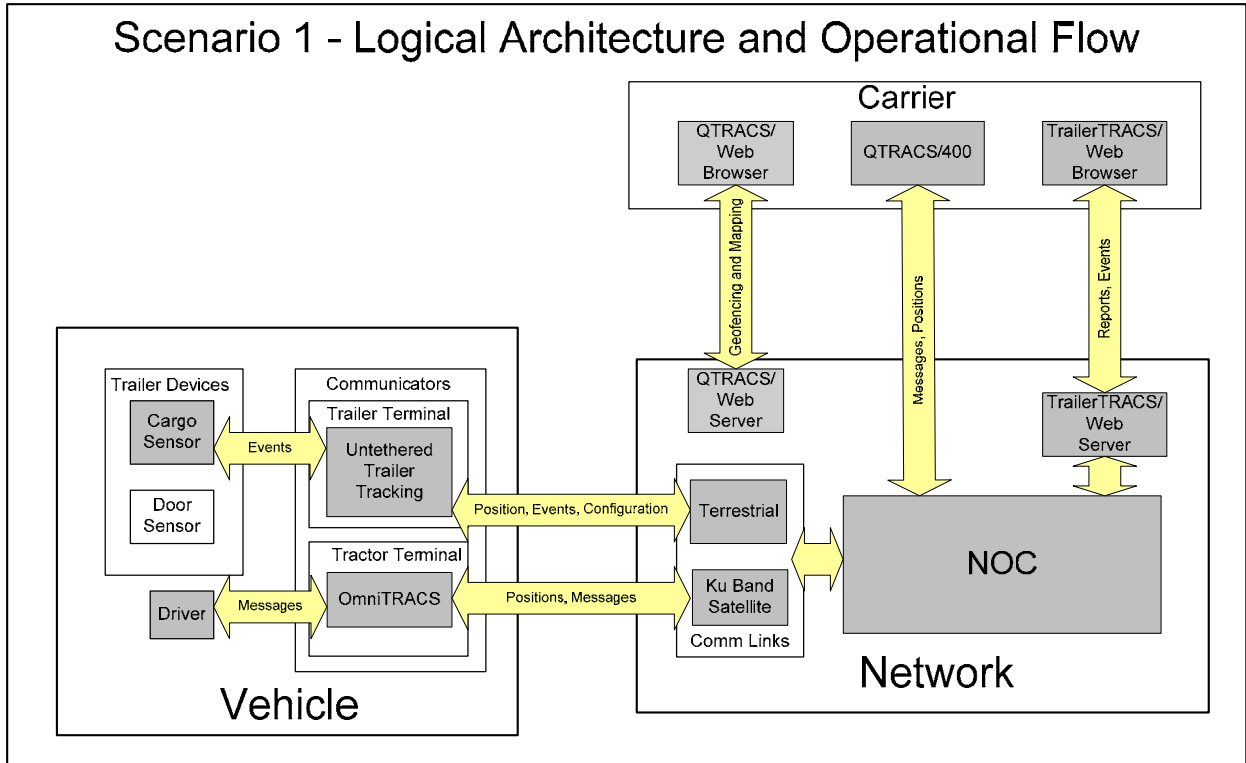 Scenario 1 - Logical Architecture and Operational Flow
Carrier
QTRACS/
Web
Browser
QTRACS/400
TrailerTRACS/
Web
Browser
Geofencing and Mapping
Messages, Positions
Reports, Events
Trailer Devices
Cargo
Sensor
Door
Sensor
Driver
Events
Messages
Communicators
Trailer Terminal
Untethered
Trailer
Tracking
Tractor Terminal
OmniTRACS
Vehicle
Position, Events, Configuration
Positions, Messages
QTRACS/
Web
Server
TrailerTRACS/
Web
Server
Terrestrial
Ku Band
Satellite
Comm Links
NOC
Network